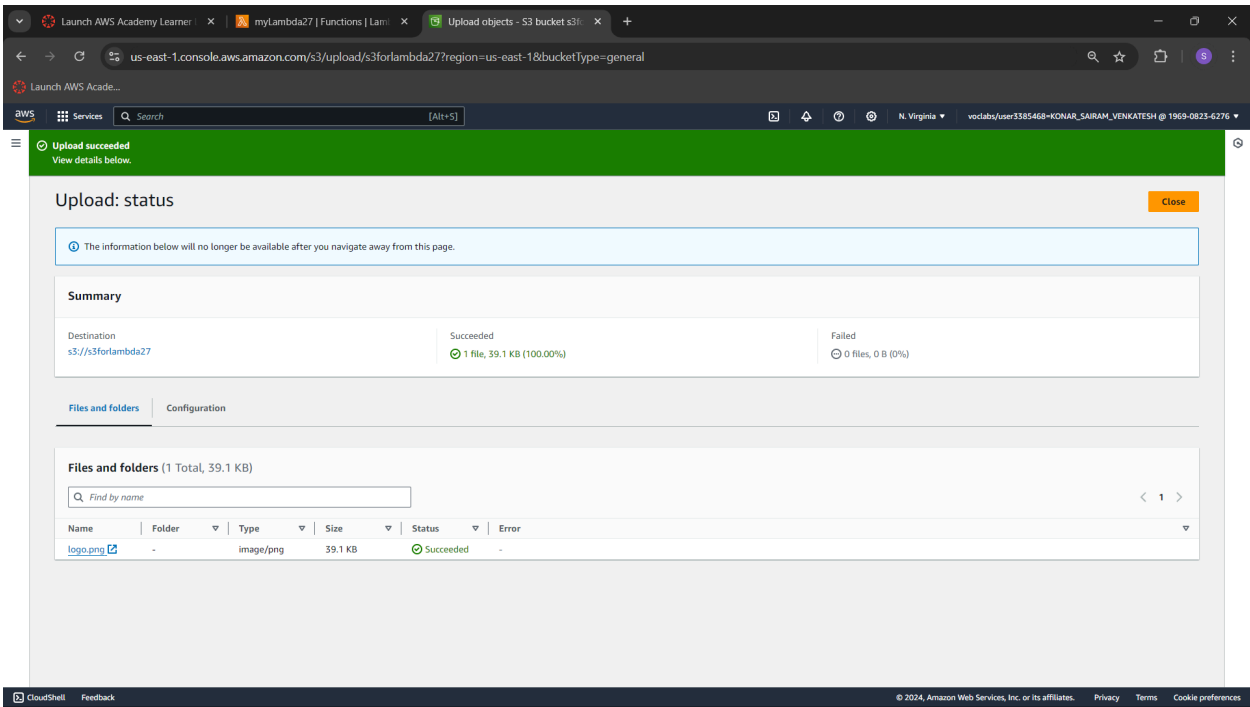 Launch AWS Academy Learner L
myLambda27 | Functions | Lam
Upload objects - S3 bucket s3fo
us-east-1.console.aws.amazon.com/s3/upload/s3forlambda27?region=us-east-1&bucketType=general
S
Launch AWS Acade...
aws
Services
Search
[Alt+S]
N. Virginia
voclabs/user3385468=KONAR_SAIRAM_VENKATESH @ 1969-0823-6276
Upload succeeded
View details below.
Upload: status
Close
The information below will no longer be available after you navigate away from this page.
Summary
Destination
s3://s3forlambda27
Succeeded
1 file, 39.1 KB (100.00%)
Failed
0 files, 0 B (0%)
Files and folders
Configuration
Files and folders (1 Total, 39.1 KB)
Find by name
1
Name Folder Type Size Status Error
logo.png - image/png 39.1 KB Succeeded -
CloudShell Feedback
© 2024, Amazon Web Services, Inc. or its affiliates. Privacy Terms Cookie preferences